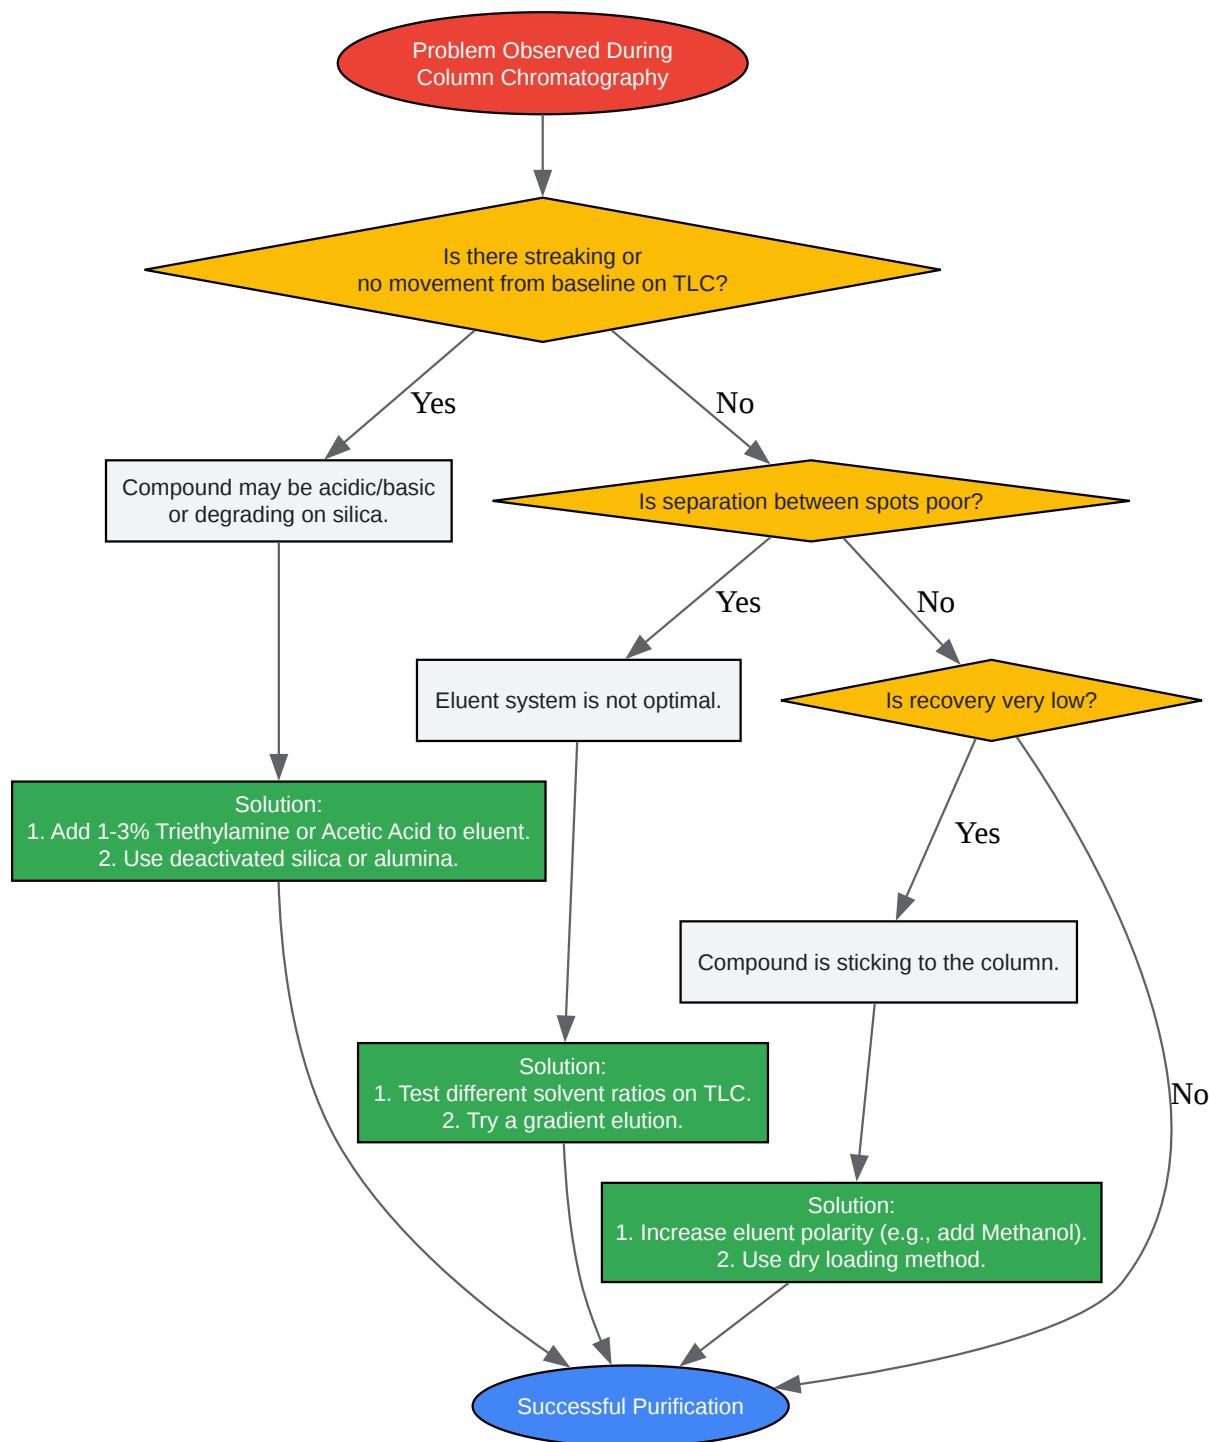 Problem Observed During
Column Chromatography
Is there streaking or
no movement from baseline on TLC?
Yes
No
Compound may be acidic/basic
or degrading on silica.
Is separation between spots poor?
Yes
No
Eluent system is not optimal.
Is recovery very low?
Solution:
1. Add 1-3% Triethylamine or Acetic Acid to eluent.
2. Use deactivated silica or alumina.
Yes
Compound is sticking to the column.
Solution:
1. Test different solvent ratios on TLC.
2. Try a gradient elution.
No
Solution:
1. Increase eluent polarity (e.g., add Methanol).
2. Use dry loading method.
Successful Purification